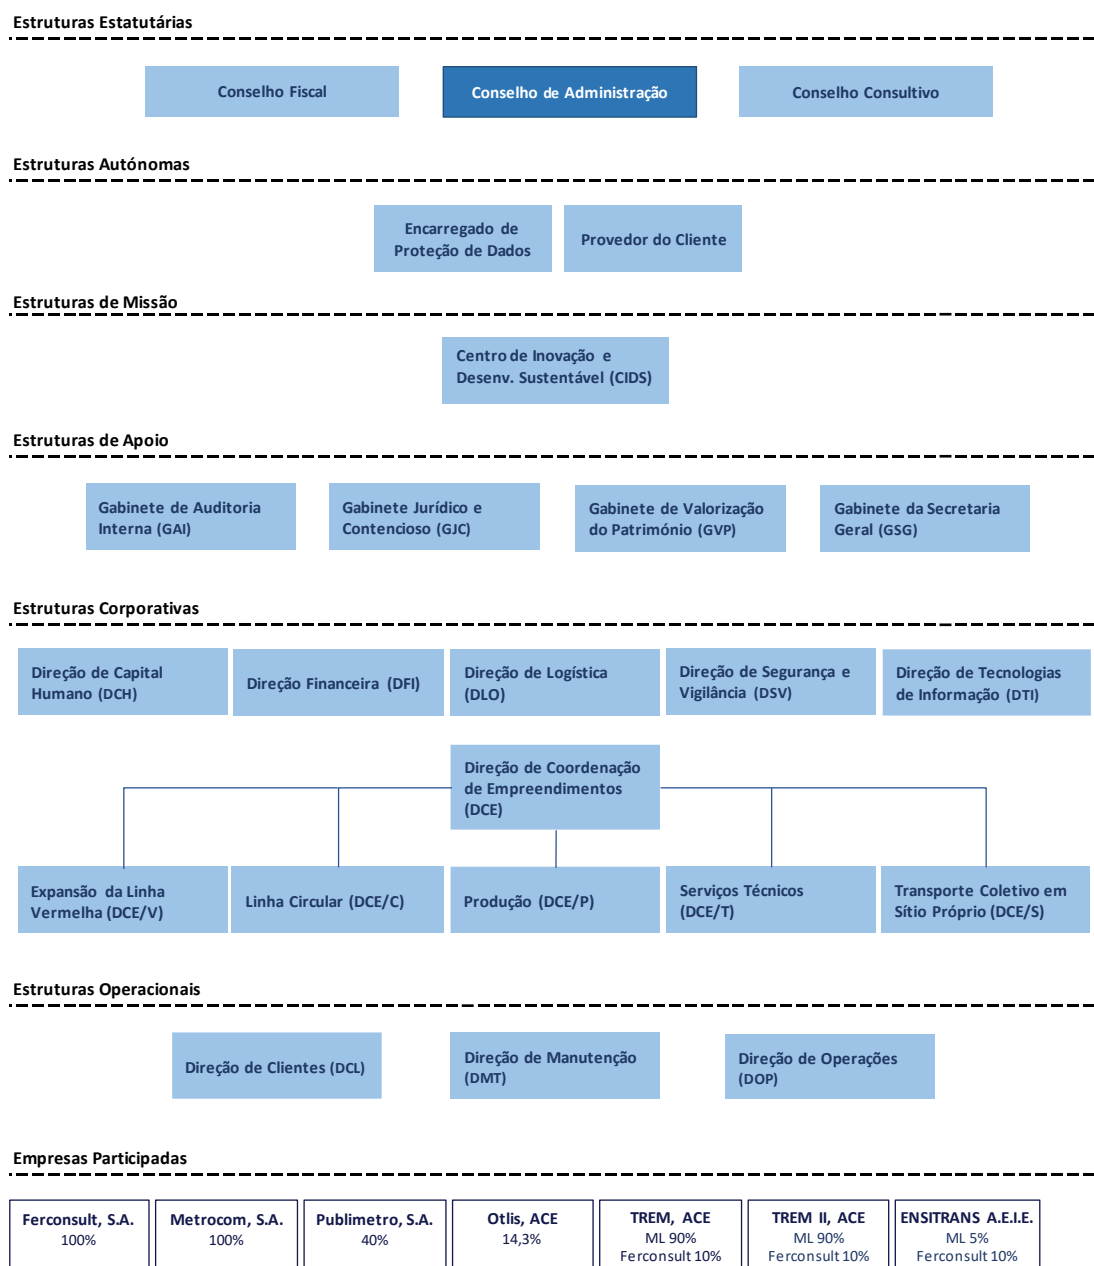 Estruturas Estatutárias
Conselho Fiscal
Conselho de Administração
Conselho Consultivo
Estruturas Autónomas
Encarregado de
Proteção de Dados
Provedor do Cliente
Estruturas de Missão
Centro de Inovação e
Desenv. Sustentável (CIDS)
Estruturas de Apoio
Gabinete de Auditoria
Interna (GAI)
Gabinete Jurídico e
Contencioso (GJC)
Gabinete de Valorização
do Património (GVP)
Gabinete da Secretaria
Geral (GSG)
Estruturas Corporativas
Direção de Capital
Humano (DCH)
Direção Financeira (DFI)
Direção de Logística
(DLO)
Direção de Segurança e
Vigilância (DSV)
Direção de Tecnologias
de Informação (DTI)
Direção de Coordenação
de Empreendimentos
(DCE)
Expansão da Linha
Vermelha (DCE/V)
Linha Circular (DCE/C)
Produção (DCE/P)
Serviços Técnicos
(DCE/T)
Transporte Coletivo em
Sítio Próprio (DCE/S)
Estruturas Operacionais
Direção de Clientes (DCL)
Direção de Manutenção
(DMT)
Direção de Operações
(DOP)
Empresas Participadas
Ferconsult, S.A.
100%
Metrocom, S.A.
100%
Publimetro, S.A.
40%
Otlis, ACE
14,3%
TREM, ACE
ML 90%
Ferconsult 10%
TREM II, ACE
ML 90%
Ferconsult 10%
ENSITRANS A.E.I.E.
ML 5%
Ferconsult 10%